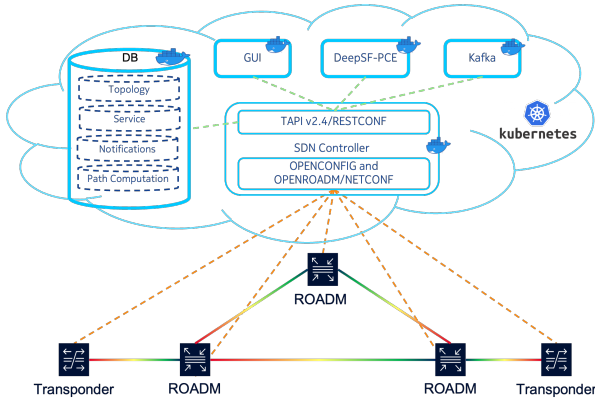 DB
Topology
Service
Notifications
Path Computation
GUI
DeepSF-PCE
Kafka
TAPI v2.4/RESTCONF
SDN Controller
OPENCONFIG and
OPENROADM/NETCONF
kubernetes
ROADM
Transponder
ROADM
ROADM
Transponder